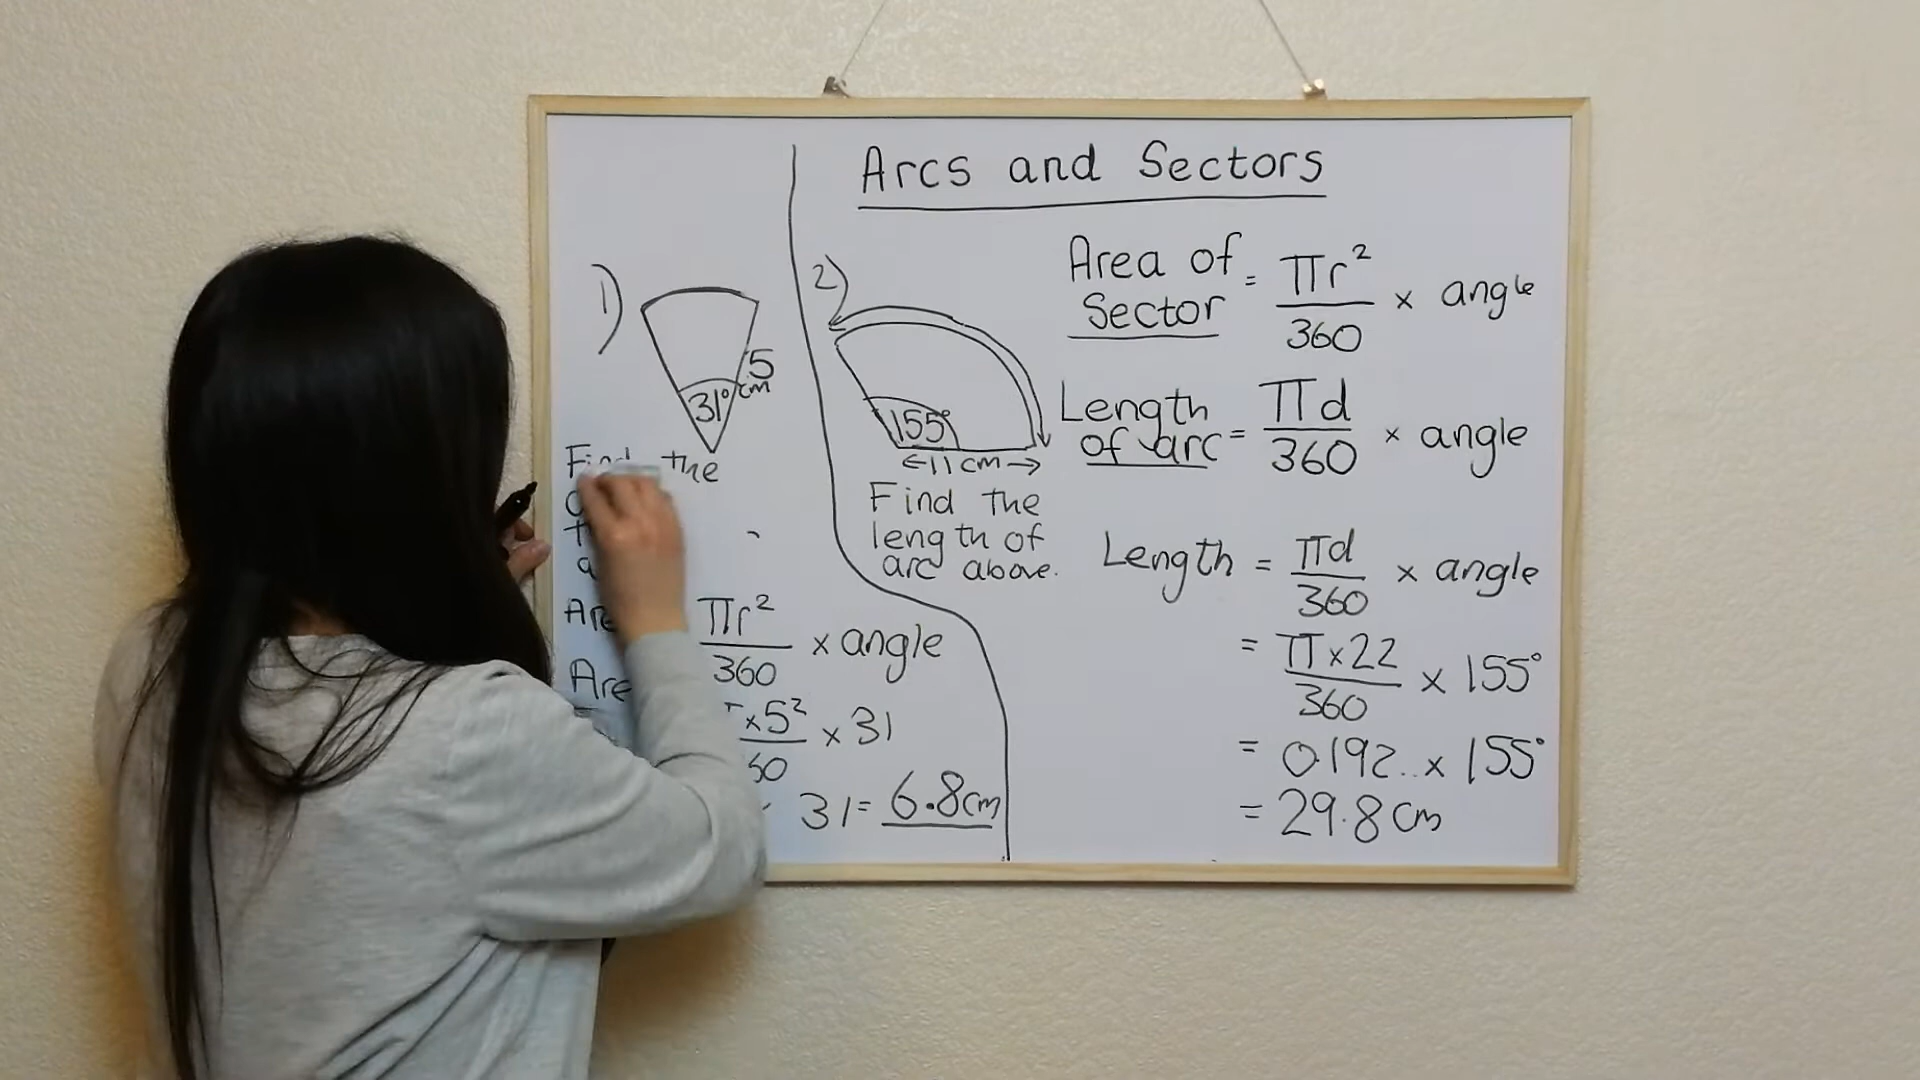 Arcs and Sectors
1)
5
cm
31°
the
πr²
360
× angle
×5²
× 31
31 = 6.8cm
2)
155°
←11cm→
Find the
length of
arc above.
Area of
Sector
= πr²
360
× angle
Length
of arc
= πd
360
× angle
Length = πd
360
× angle
= π×22
360
× 155°
= 0.192.. × 155°
= 29.8cm